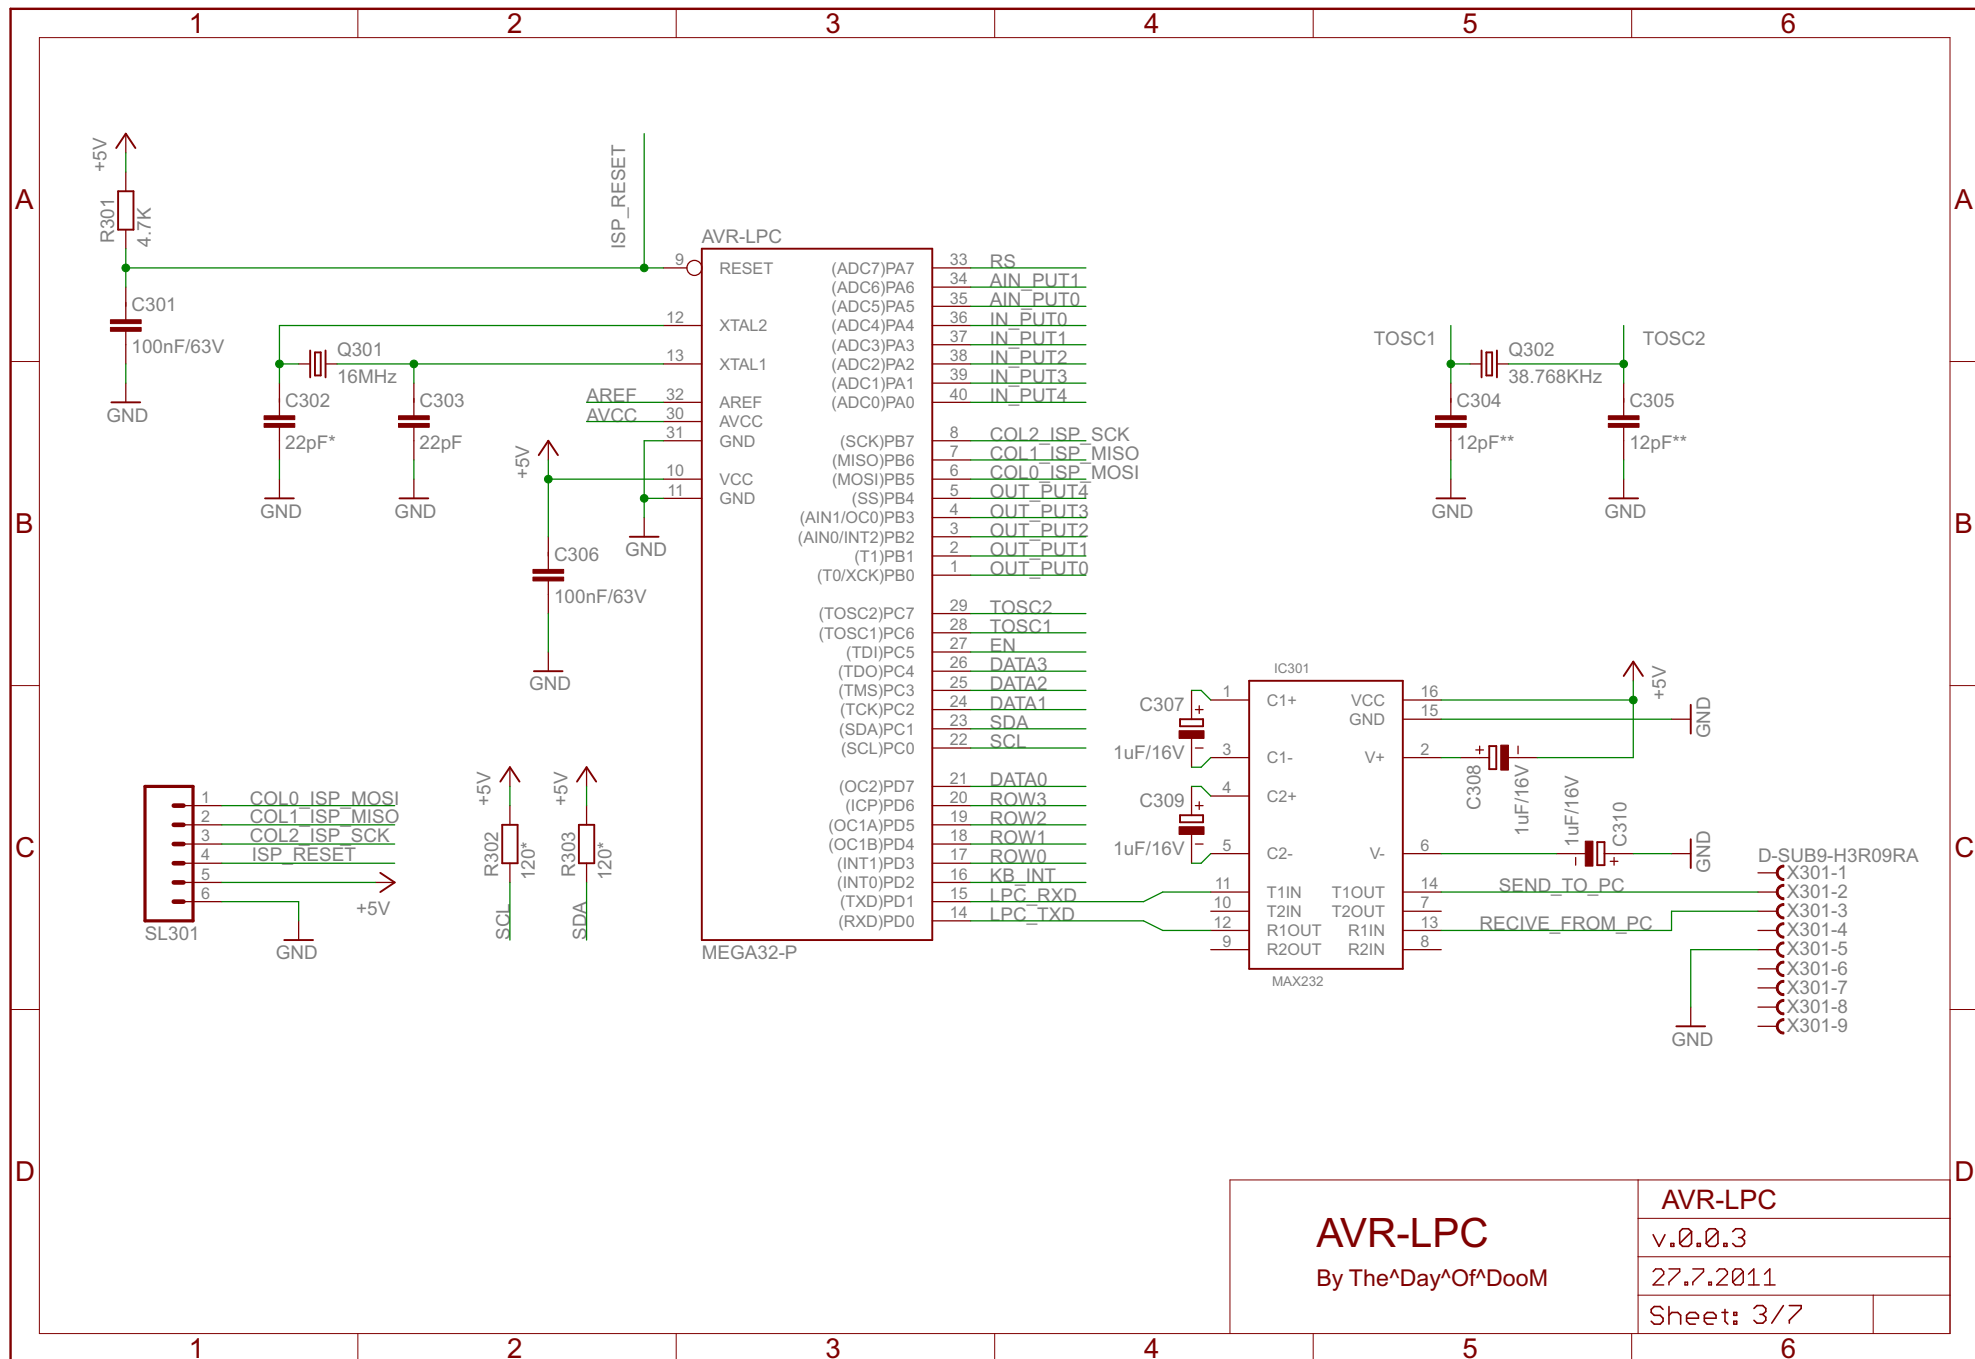 1 2 3 4 5 6
A A
B B
C C
D D
+5V
R301
4.7K
C301
100nF/63V
GND
ISP_RESET
Q301
16MHz
C302
22pF*
GND
C303
22pF
GND
AREF
AVCC
+5V
C306
100nF/63V
GND
GND
AVR-LPC
9 RESET
12 XTAL2
13 XTAL1
32 AREF
30 AVCC
31 GND
10 VCC
11 GND
(ADC7)PA7 33 RS
(ADC6)PA6 34 AIN_PUT1
(ADC5)PA5 35 AIN_PUT0
(ADC4)PA4 36 IN_PUT0
(ADC3)PA3 37 IN_PUT1
(ADC2)PA2 38 IN_PUT2
(ADC1)PA1 39 IN_PUT3
(ADC0)PA0 40 IN_PUT4
(SCK)PB7 8 COL2_ISP_SCK
(MISO)PB6 7 COL1_ISP_MISO
(MOSI)PB5 6 COL0_ISP_MOSI
(SS)PB4 5 OUT_PUT4
(AIN1/OC0)PB3 4 OUT_PUT3
(AIN0/INT2)PB2 3 OUT_PUT2
(T1)PB1 2 OUT_PUT1
(T0/XCK)PB0 1 OUT_PUT0
(TOSC2)PC7 29 TOSC2
(TOSC1)PC6 28 TOSC1
(TDI)PC5 27 EN
(TDO)PC4 26 DATA3
(TMS)PC3 25 DATA2
(TCK)PC2 24 DATA1
(SDA)PC1 23 SDA
(SCL)PC0 22 SCL
(OC2)PD7 21 DATA0
(ICP)PD6 20 ROW3
(OC1A)PD5 19 ROW2
(OC1B)PD4 18 ROW1
(INT1)PD3 17 ROW0
(INT0)PD2 16 KB_INT
(TXD)PD1 15 LPC_RXD
(RXD)PD0 14 LPC_TXD
MEGA32-P
TOSC1
TOSC2
Q302
38.768KHz
C304
12pF**
GND
C305
12pF**
GND
SL301
1 COL0_ISP_MOSI
2 COL1_ISP_MISO
3 COL2_ISP_SCK
4 ISP_RESET
5
6
+5V
GND
+5V
R302
120*
SCL
+5V
R303
120*
SDA
IC301
1 C1+ VCC 16
GND 15
3 C1- V+ 2
4 C2+
5 C2- V- 6
11 T1IN T1OUT 14
10 T2IN T2OUT 7
12 R1OUT R1IN 13
9 R2OUT R2IN 8
MAX232
C307
+
-
1uF/16V
C309
+
-
1uF/16V
+5V
GND
C308
+ -
1uF/16V
C310
- +
1uF/16V
GND
SEND_TO_PC
RECIVE_FROM_PC
GND
D-SUB9-H3R09RA
X301-1
X301-2
X301-3
X301-4
X301-5
X301-6
X301-7
X301-8
X301-9
AVR-LPC
By The^Day^Of^DooM
AVR-LPC
v.0.0.3
27.7.2011
Sheet: 3/7
1 2 3 4 5 6